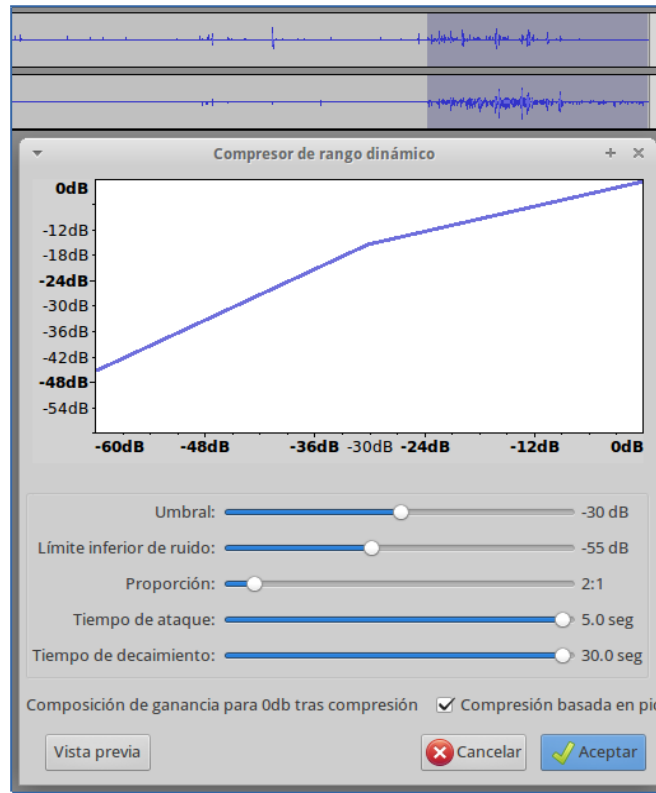 Compresor de rango dinámico
0dB
-12dB
-18dB
-24dB
-30dB
-36dB
-42dB
-48dB
-54dB
-60dB -48dB -36dB -30dB -24dB -12dB 0dB
Umbral: -30 dB
Límite inferior de ruido: -55 dB
Proporción: 2:1
Tiempo de ataque: 5.0 seg
Tiempo de decaimiento: 30.0 seg
Composición de ganancia para 0db tras compresión Compresión basada en pic
Vista previa Cancelar Aceptar